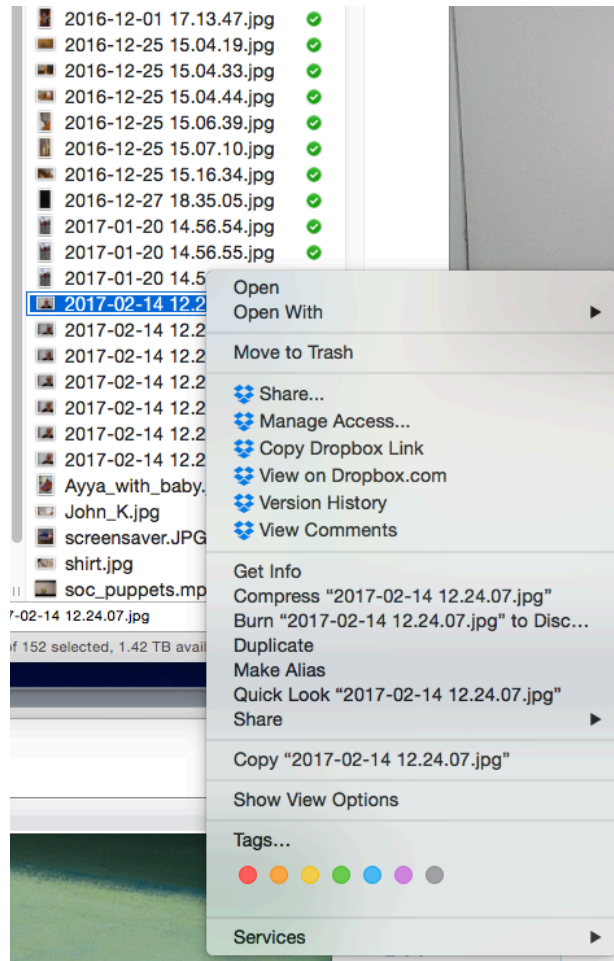 2016-12-01 17.13.47.jpg
2016-12-25 15.04.19.jpg
2016-12-25 15.04.33.jpg
2016-12-25 15.04.44.jpg
2016-12-25 15.06.39.jpg
2016-12-25 15.07.10.jpg
2016-12-25 15.16.34.jpg
2016-12-27 18.35.05.jpg
2017-01-20 14.56.54.jpg
2017-01-20 14.56.55.jpg
2017-01-20 14.5
2017-02-14 12.2
2017-02-14 12.2
2017-02-14 12.2
2017-02-14 12.2
2017-02-14 12.2
2017-02-14 12.2
2017-02-14 12.2
Ayya_with_baby.
John_K.jpg
screensaver.JPG
shirt.jpg
soc_puppets.mp
7-02-14 12.24.07.jpg
of 152 selected, 1.42 TB avail
Open
Open With
Move to Trash
Share...
Manage Access...
Copy Dropbox Link
View on Dropbox.com
Version History
View Comments
Get Info
Compress “2017-02-14 12.24.07.jpg”
Burn “2017-02-14 12.24.07.jpg” to Disc...
Duplicate
Make Alias
Quick Look “2017-02-14 12.24.07.jpg”
Share
Copy “2017-02-14 12.24.07.jpg”
Show View Options
Tags...
Services